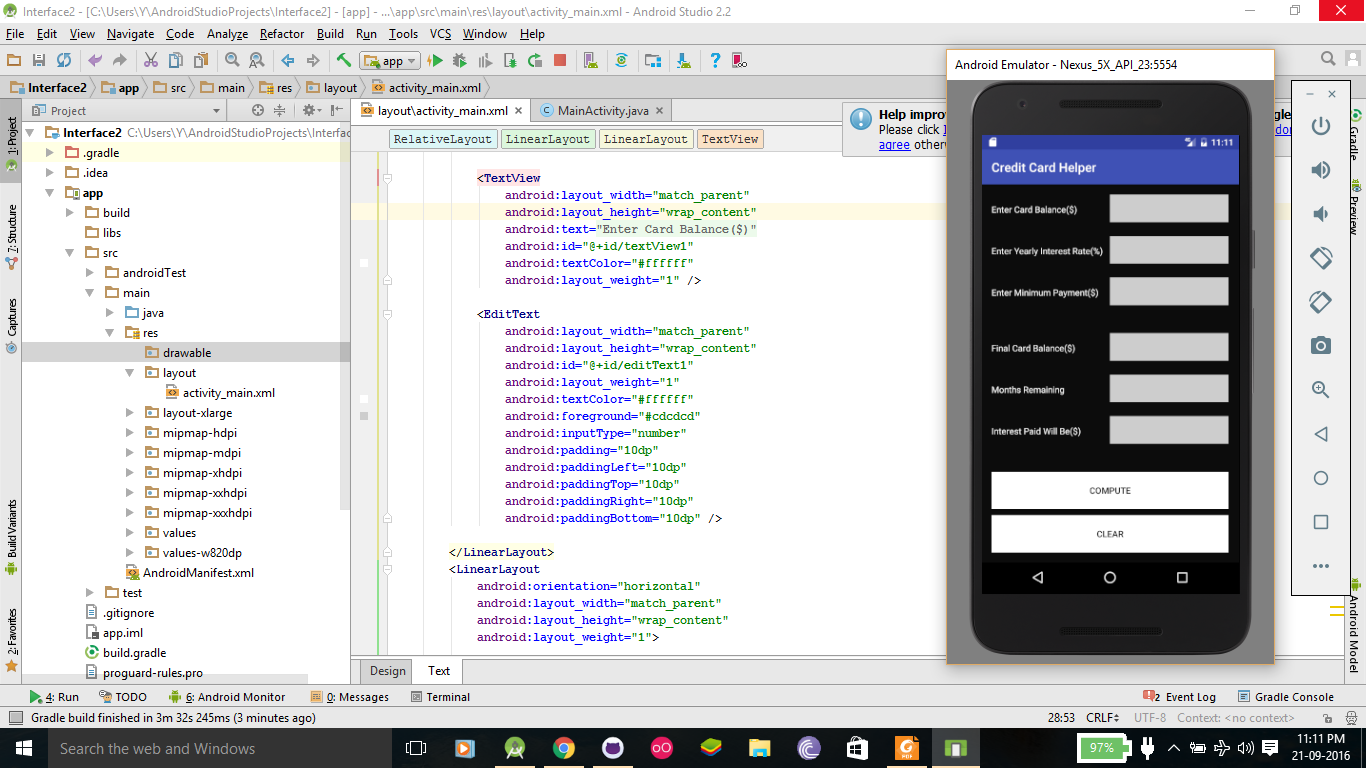 Interface2 - [C:\Users\Y\AndroidStudioProjects\Interface2] - [app] - ...\app\src\main\res\layout\activity_main.xml - Android Studio 2.2
File Edit View Navigate Code Analyze Refactor Build Run Tools VCS Window Help
app
Interface2 app src main res layout activity_main.xml
1: Project
7: Structure
Captures
Build Variants
2: Favorites
Project
Interface2 C:\Users\Y\AndroidStudioProjects\Interfac
.gradle
.idea
app
build
libs
src
androidTest
main
java
res
drawable
layout
activity_main.xml
layout-xlarge
mipmap-hdpi
mipmap-mdpi
mipmap-xhdpi
mipmap-xxhdpi
mipmap-xxxhdpi
values
values-w820dp
AndroidManifest.xml
test
.gitignore
app.iml
build.gradle
proguard-rules.pro
layout\activity_main.xml MainActivity.java
RelativeLayout LinearLayout LinearLayout TextView
<TextView
android:layout_width="match_parent"
android:layout_height="wrap_content"
android:text="Enter Card Balance($)"
android:id="@+id/textView1"
android:textColor="#ffffff"
android:layout_weight="1" />
<EditText
android:layout_width="match_parent"
android:layout_height="wrap_content"
android:id="@+id/editText1"
android:layout_weight="1"
android:textColor="#ffffff"
android:foreground="#cdcdcd"
android:inputType="number"
android:padding="10dp"
android:paddingLeft="10dp"
android:paddingTop="10dp"
android:paddingRight="10dp"
android:paddingBottom="10dp" />
</LinearLayout>
<LinearLayout
android:orientation="horizontal"
android:layout_width="match_parent"
android:layout_height="wrap_content"
android:layout_weight="1">
Design Text
Help improv
Please click
agree otherw
Android Emulator - Nexus_5X_API_23:5554
11:11
Credit Card Helper
Enter Card Balance($)
Enter Yearly Interest Rate(%)
Enter Minimum Payment($)
Final Card Balance($)
Months Remaining
Interest Paid Will Be($)
COMPUTE
CLEAR
Gradle
Preview
Android Model
4: Run TODO 6: Android Monitor 0: Messages Terminal 2 Event Log Gradle Console
Gradle build finished in 3m 32s 245ms (3 minutes ago) 28:53 CRLF UTF-8 Context: <no context>
Search the web and Windows
97%
11:11 PM
21-09-2016